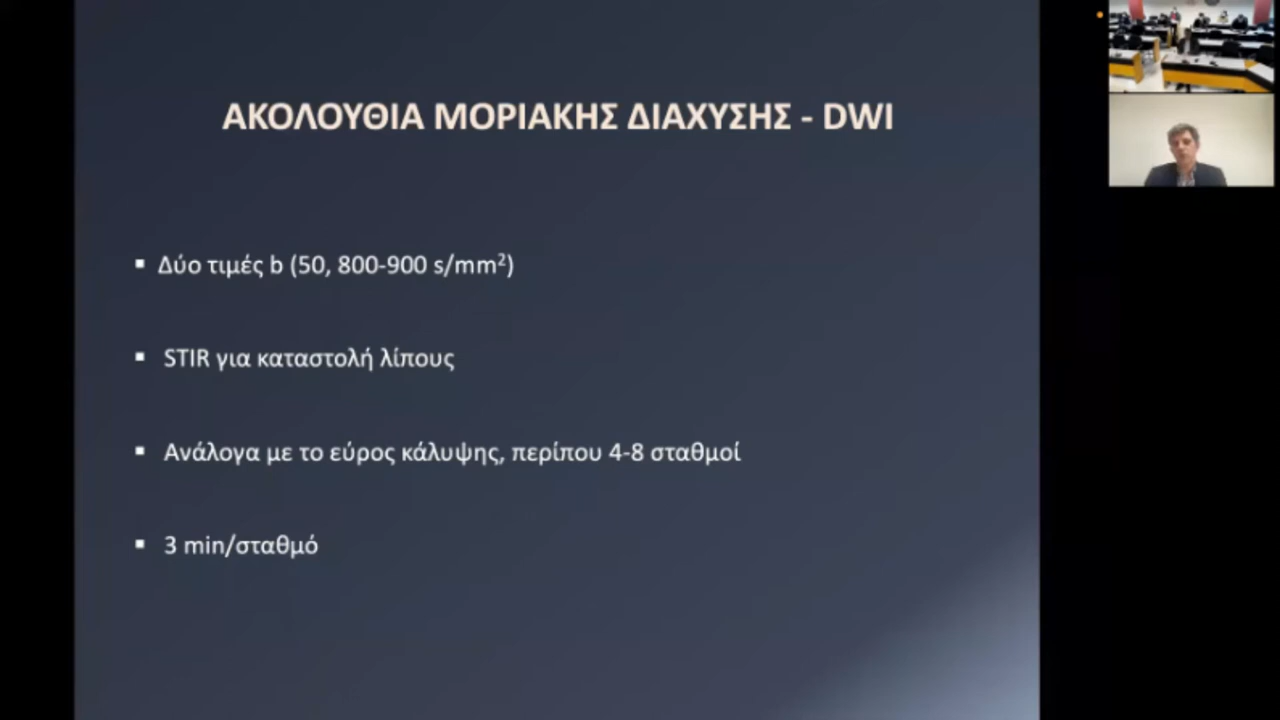 ΑΚΟΛΟΥΘΙΑ ΜΟΡΙΑΚΗΣ ΔΙΑΧΥΣΗΣ - DWI
▪ Δύο τιμές b (50, 800-900 s/mm²)
▪ STIR για καταστολή λίπους
▪ Ανάλογα με το εύρος κάλυψης, περίπου 4-8 σταθμοί
▪ 3 min/σταθμό